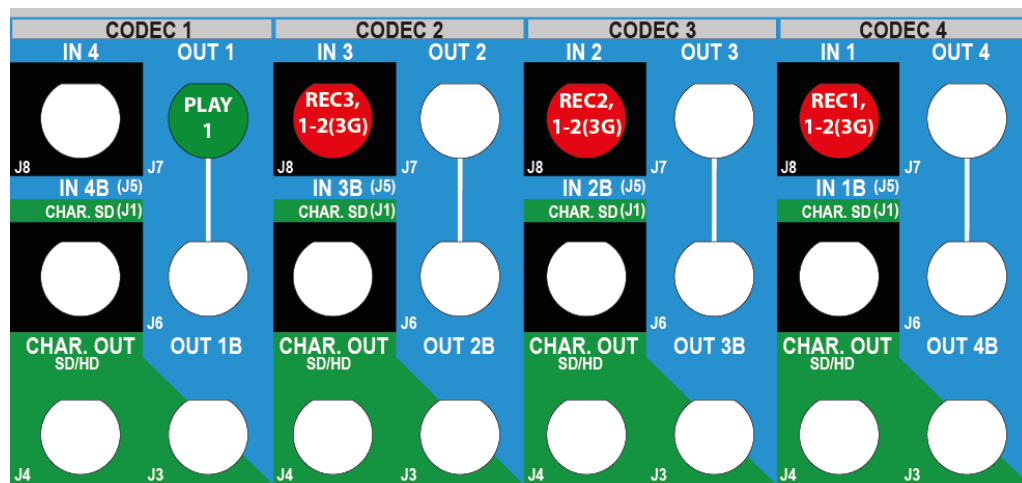 CODEC 1 CODEC 2 CODEC 3 CODEC 4
IN 4 OUT 1 IN 3 OUT 2 IN 2 OUT 3 IN 1 OUT 4
PLAY REC3, REC2, REC1,
1 1-2(3G) 1-2(3G) 1-2(3G)
J8 J7 J8 J7 J8 J7 J8 J7
IN 4B (J5) IN 3B (J5) IN 2B (J5) IN 1B (J5)
CHAR. SD (J1) CHAR. SD (J1) CHAR. SD (J1) CHAR. SD (J1)
J6 J6 J6 J6
CHAR. OUT OUT 1B CHAR. OUT OUT 2B CHAR. OUT OUT 3B CHAR. OUT OUT 4B
SD/HD SD/HD SD/HD SD/HD
J4 J3 J4 J3 J4 J3 J4 J3